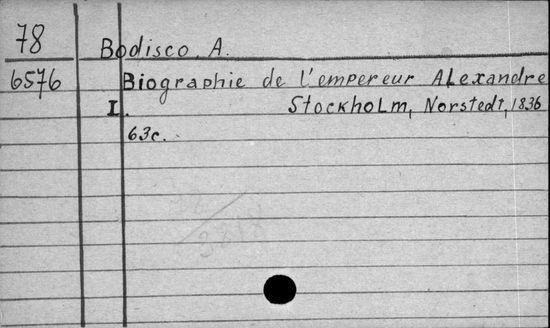 78
Bodisco. A.
6576
Biographie de l'empereur Alexandre
I. Stockholm, Norstedt, 1836
63c.